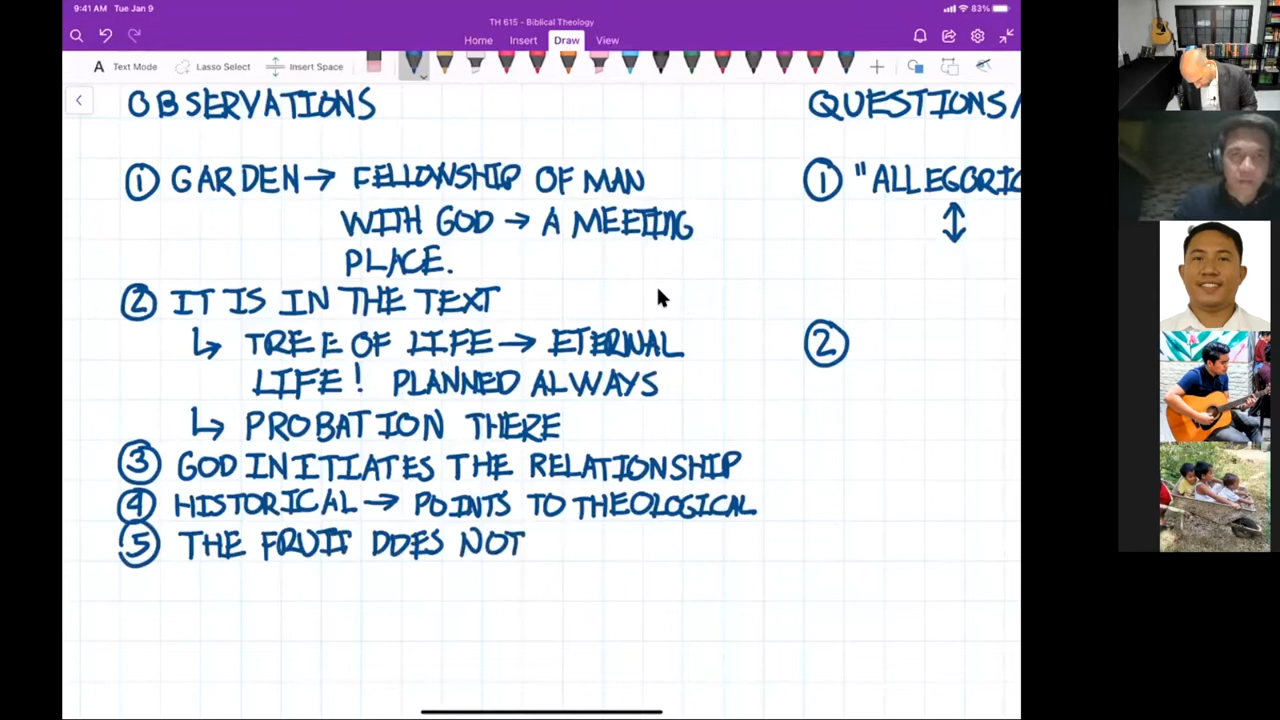 9:41 AM Tue Jan 9
83%
TH 615 - Biblical Theology
Home Insert Draw View
Text Mode Lasso Select Insert Space
OBSERVATIONS
① GARDEN → FELLOWSHIP OF MAN
WITH GOD → A MEETING
PLACE.
② IT IS IN THE TEXT
↳ TREE OF LIFE → ETERNAL
LIFE! PLANNED ALWAYS
↳ PROBATION THERE
③ GOD INITIATES THE RELATIONSHIP
④ HISTORICAL → POINTS TO THEOLOGICAL
⑤ THE FRUIT DOES NOT
QUESTIONS/
① "ALLEGORIC
↕
②